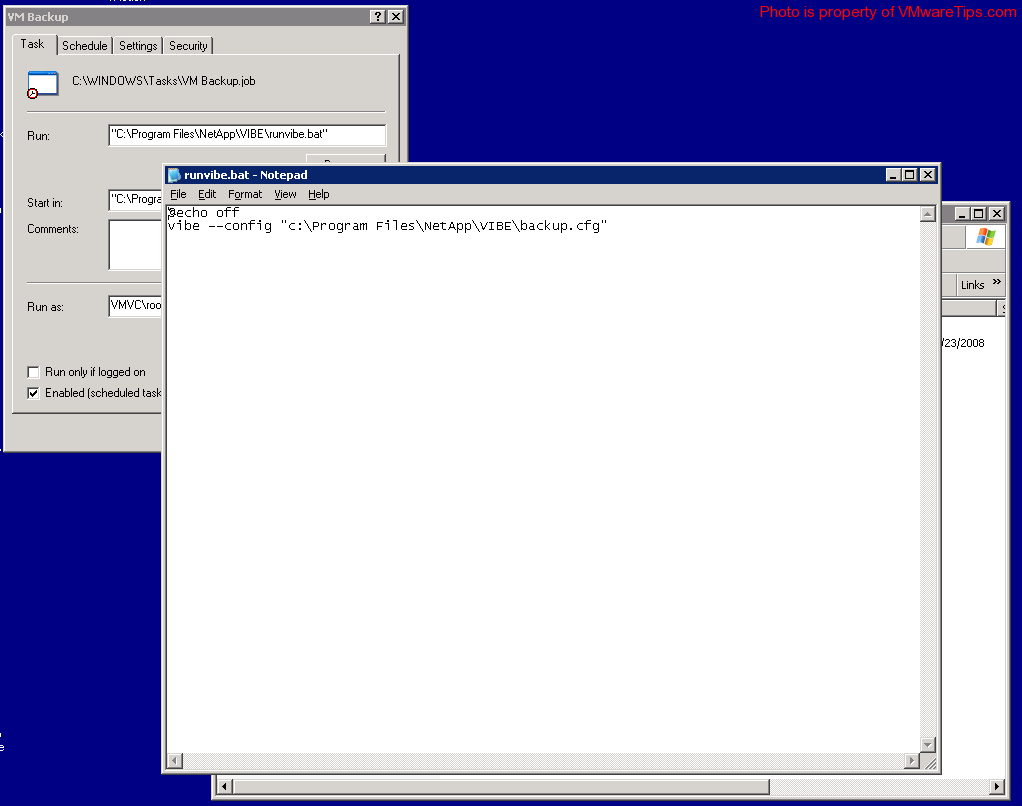 Photo is property of VMwareTips.com
VM Backup
Task Schedule Settings Security
C:\WINDOWS\Tasks\VM Backup.job
Run: "C:\Program Files\NetApp\VIBE\runvibe.bat"
Start in: "C:\Progra
Comments:
Run as: VMVC\roo
Run only if logged on
Enabled (scheduled task
runvibe.bat - Notepad
File Edit Format View Help
@echo off
vibe --config "c:\Program Files\NetApp\VIBE\backup.cfg"
Links »
/23/2008